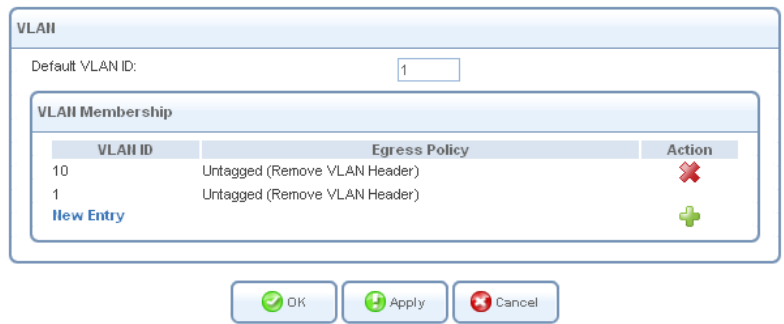 VLAN
Default VLAN ID: 1
VLAN Membership
VLAN ID Egress Policy Action
10 Untagged (Remove VLAN Header)
1 Untagged (Remove VLAN Header)
New Entry
OK Apply Cancel